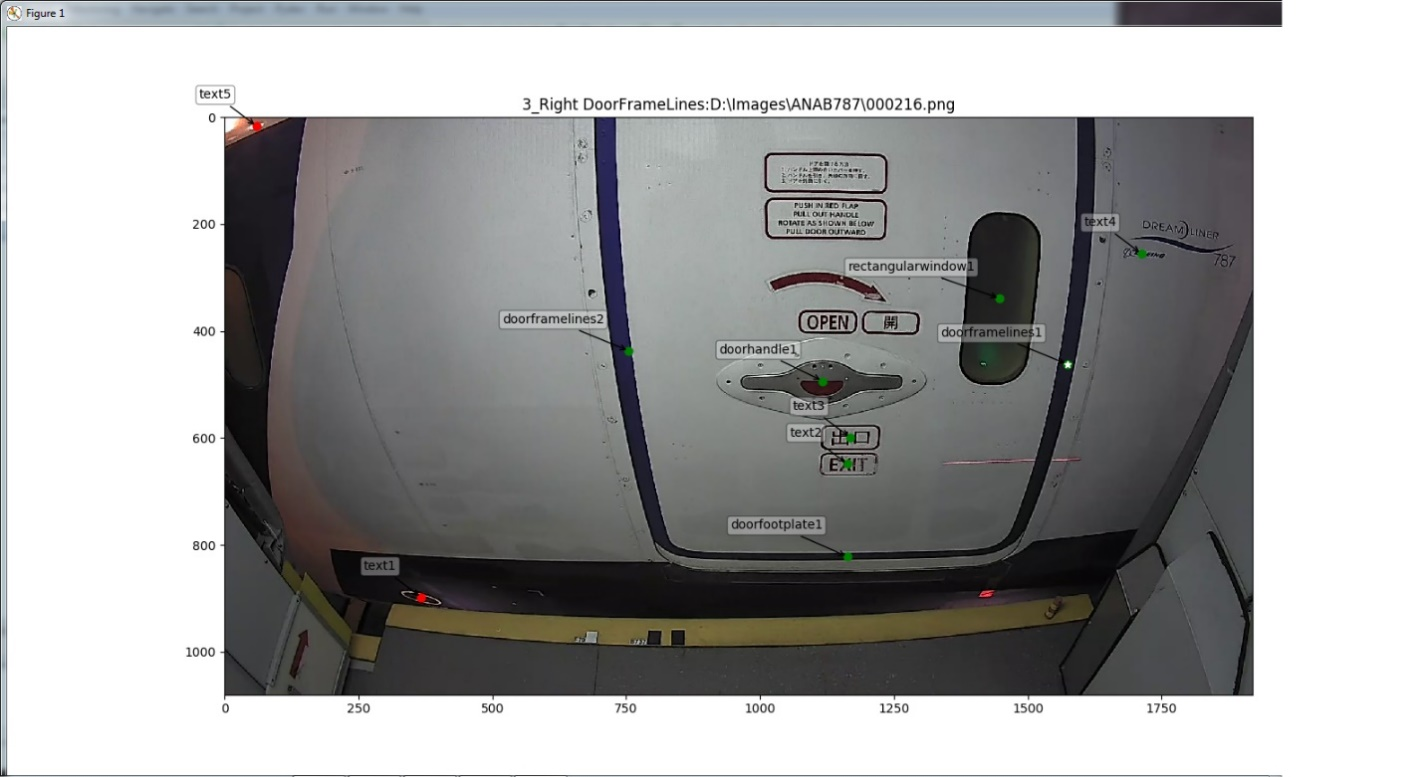 Figure 1
3_Right DoorFrameLines:D:\Images\ANAB787\000216.png
text5
0
200
400
600
800
1000
PUSH IN RED FLAP
PULL OUT HANDLE
ROTATE AS SHOWN BELOW
PULL DOOR OUTWARD
text4
DREAMLINER
787
rectangularwindow1
OPEN
開
doorframelines2
doorframelines1
doorhandle1
text3
出口
text2
EXIT
doorfootplate1
text1
0
250
500
750
1000
1250
1500
1750